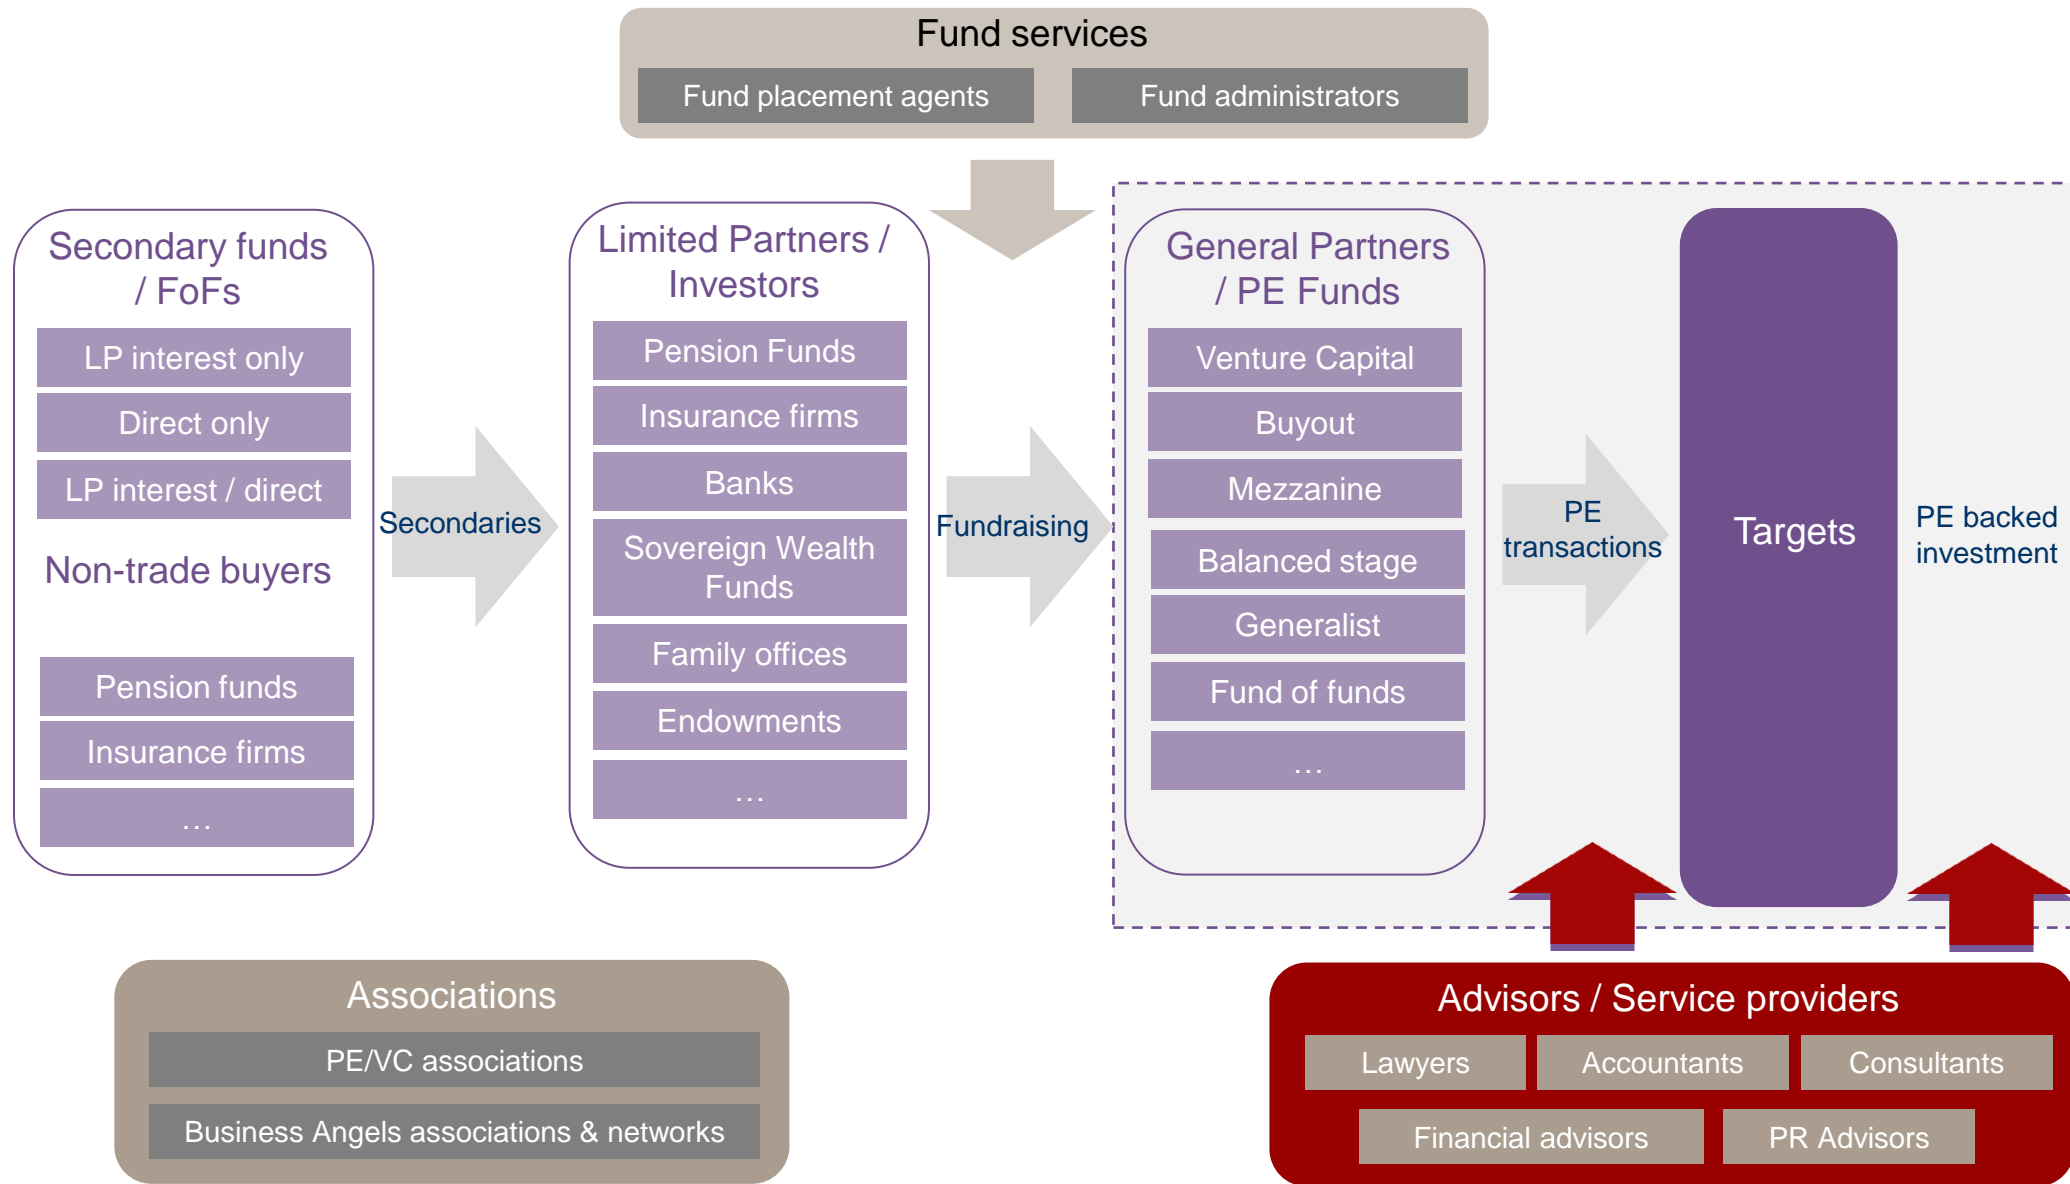 Fund services
Fund placement agents
Fund administrators
Secondary funds
/ FoFs
LP interest only
Direct only
LP interest / direct
Non-trade buyers
Pension funds
Insurance firms
...
Secondaries
Limited Partners /
Investors
Pension Funds
Insurance firms
Banks
Sovereign Wealth
Funds
Family offices
Endowments
...
Fundraising
General Partners
/ PE Funds
Venture Capital
Buyout
Mezzanine
Balanced stage
Generalist
Fund of funds
...
PE
transactions
Targets
PE backed
investment
Associations
PE/VC associations
Business Angels associations & networks
Advisors / Service providers
Lawyers
Accountants
Consultants
Financial advisors
PR Advisors